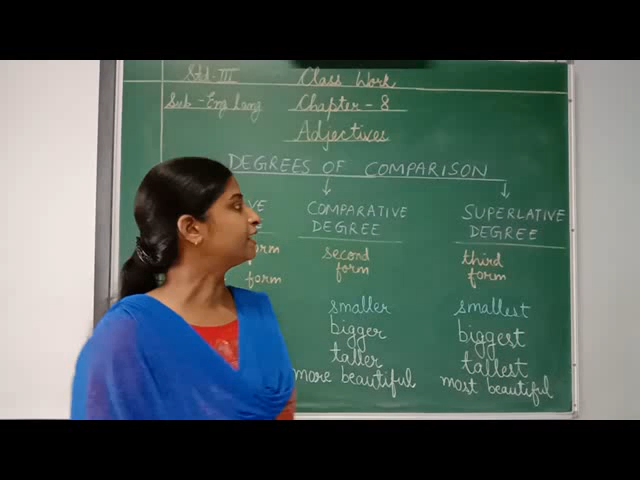 Std-III Class Work
Sub-Eng lang Chapter-8
Adjectives
DEGREES OF COMPARISON
VE COMPARATIVE SUPERLATIVE
DEGREE DEGREE
form second third
form form form
smaller smallest
bigger biggest
taller tallest
more beautiful most beautiful